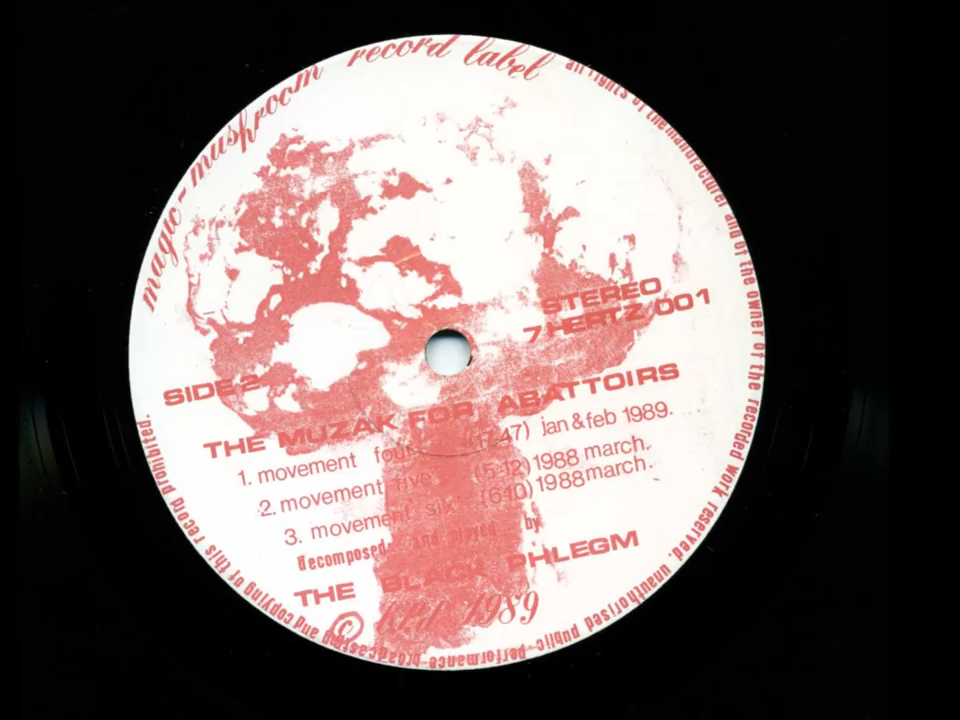 magic-mushroom record label
all rights of the manufacturer and of the owner of the recorded work reserved. unauthorised public performance broadcasting and copying of this record prohibited.
STEREO
7 HERTZ/001
SIDE 2
THE MUZAK FOR ABATTOIRS
1. movement four (17.47) jan & feb 1989.
2. movement five (5.12) 1988 march.
3. movement six (6.10) 1988 march.
decomposed and played by
THE BLACK PHLEGM
© 1989